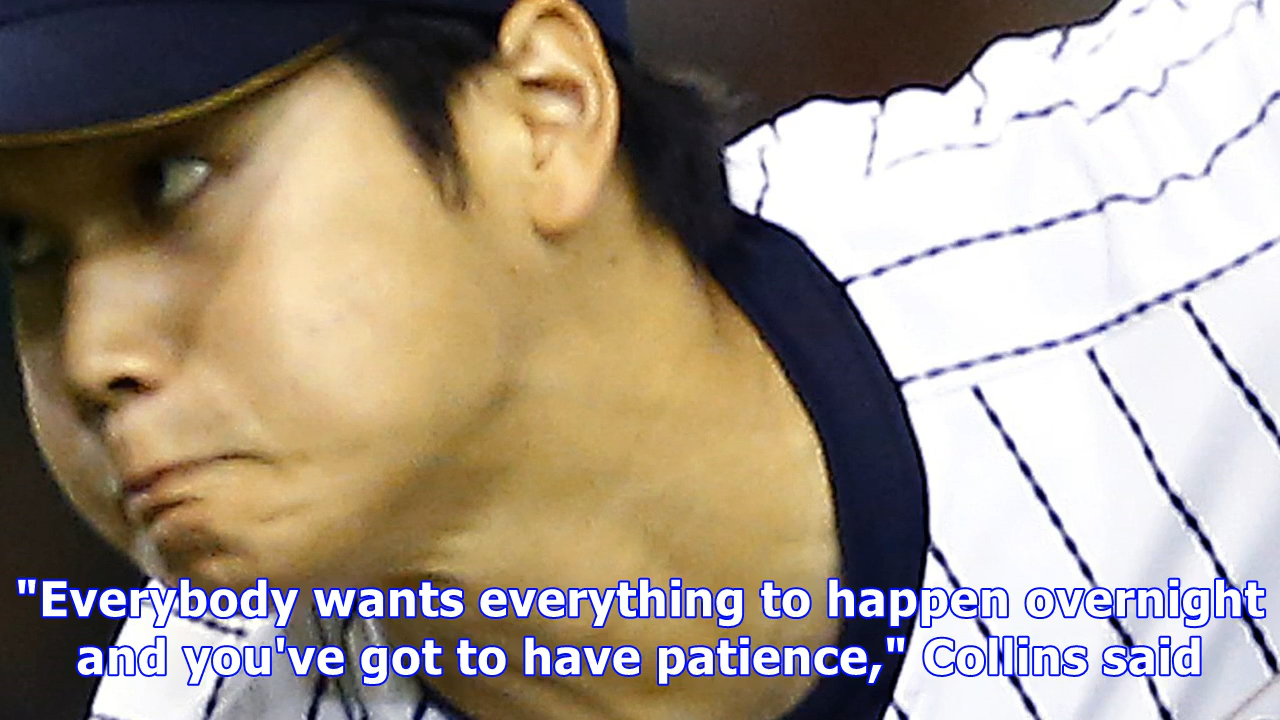 "Everybody wants everything to happen overnight
and you've got to have patience," Collins said